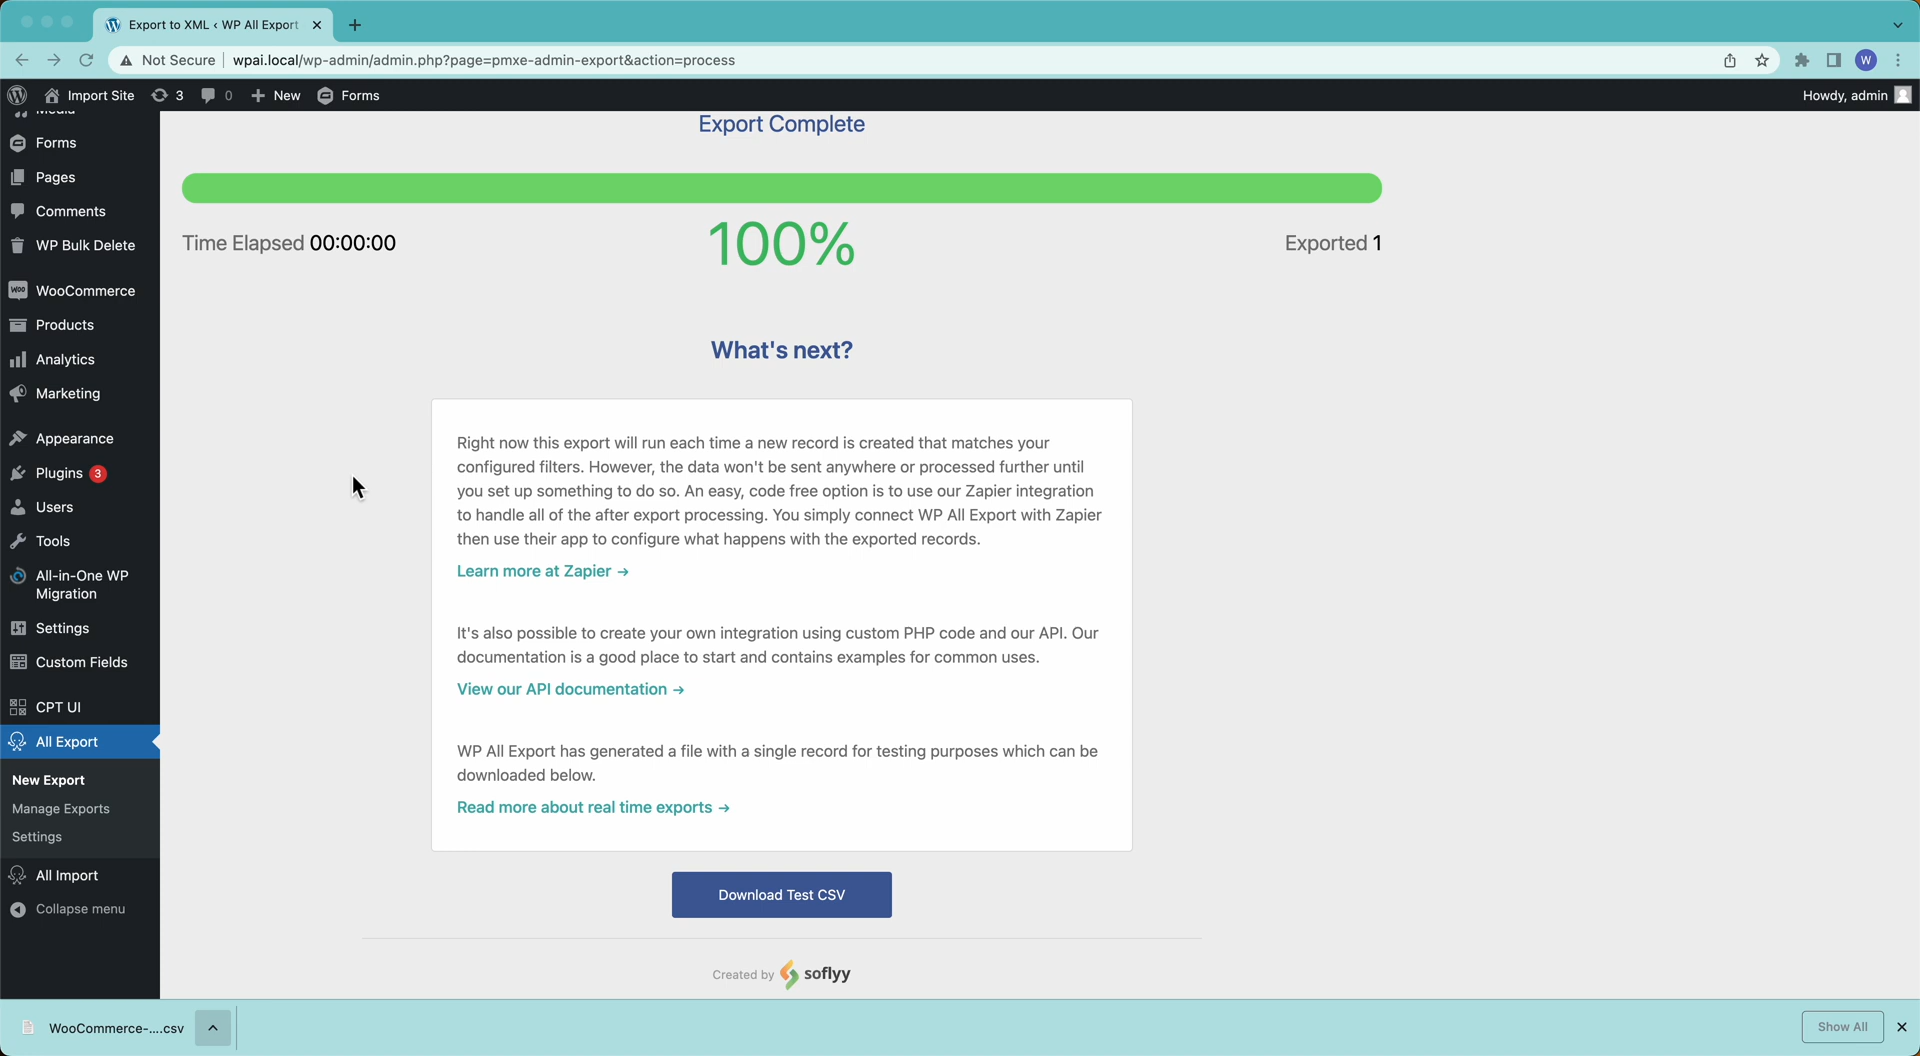 Export to XML ‹ WP All Export
Not Secure
wpai.local/wp-admin/admin.php?page=pmxe-admin-export&action=process
W
Import Site
3
0
New
Forms
Howdy, admin
Media
Forms
Pages
Comments
WP Bulk Delete
WooCommerce
Products
Analytics
Marketing
Appearance
Plugins 3
Users
Tools
All-in-One WP
Migration
Settings
Custom Fields
CPT UI
All Export
New Export
Manage Exports
Settings
All Import
Collapse menu
Export Complete
Time Elapsed 00:00:00
100%
Exported 1
What's next?
Right now this export will run each time a new record is created that matches your
configured filters. However, the data won't be sent anywhere or processed further until
you set up something to do so. An easy, code free option is to use our Zapier integration
to handle all of the after export processing. You simply connect WP All Export with Zapier
then use their app to configure what happens with the exported records.
Learn more at Zapier →
It's also possible to create your own integration using custom PHP code and our API. Our
documentation is a good place to start and contains examples for common uses.
View our API documentation →
WP All Export has generated a file with a single record for testing purposes which can be
downloaded below.
Read more about real time exports →
Download Test CSV
Created by soflyy
WooCommerce-....csv
Show All